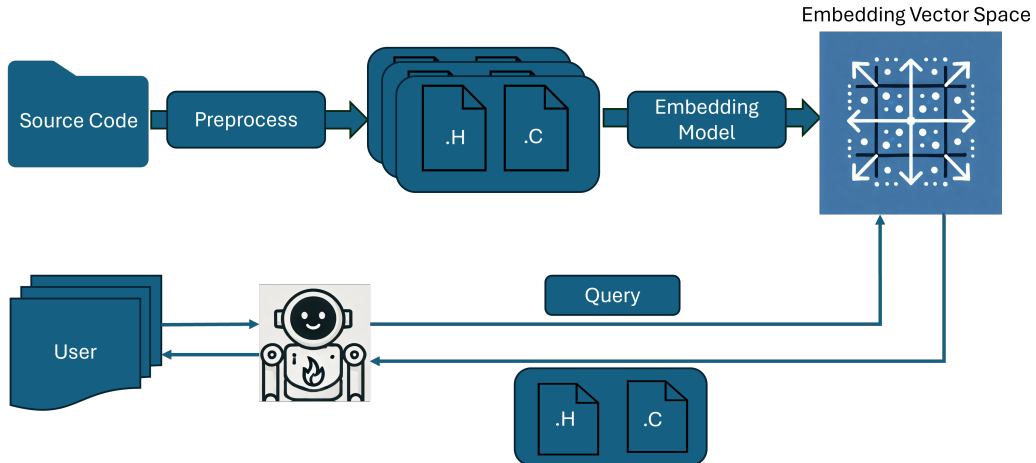 Embedding Vector Space
Source Code
Preprocess
.H
.C
Embedding
Model
Query
User
.H
.C